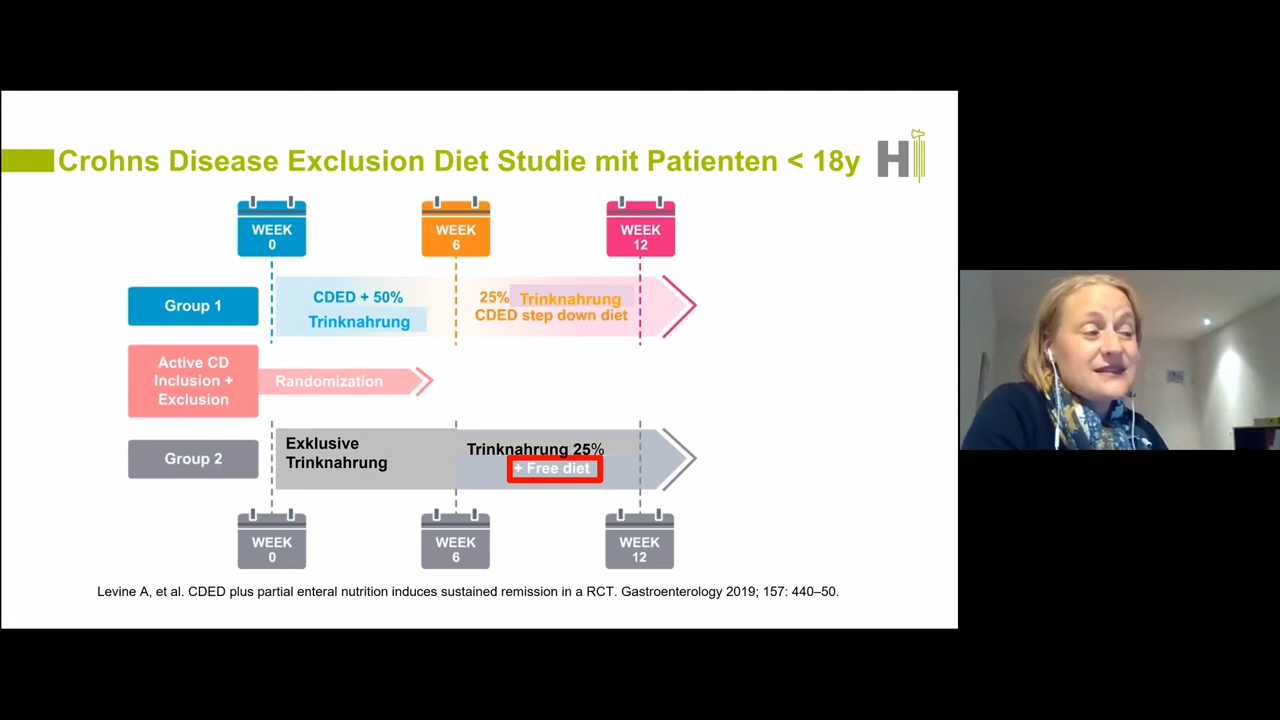 Crohns Disease Exclusion Diet Studie mit Patienten < 18y
H
WEEK
0
WEEK
6
WEEK
12
Group 1
CDED + 50%
Trinknahrung
25% Trinknahrung
CDED step down diet
Active CD
Inclusion +
Exclusion
Randomization
Group 2
Exklusive
Trinknahrung
Trinknahrung 25%
+ Free diet
WEEK
0
WEEK
6
WEEK
12
Levine A, et al. CDED plus partial enteral nutrition induces sustained remission in a RCT. Gastroenterology 2019; 157: 440–50.